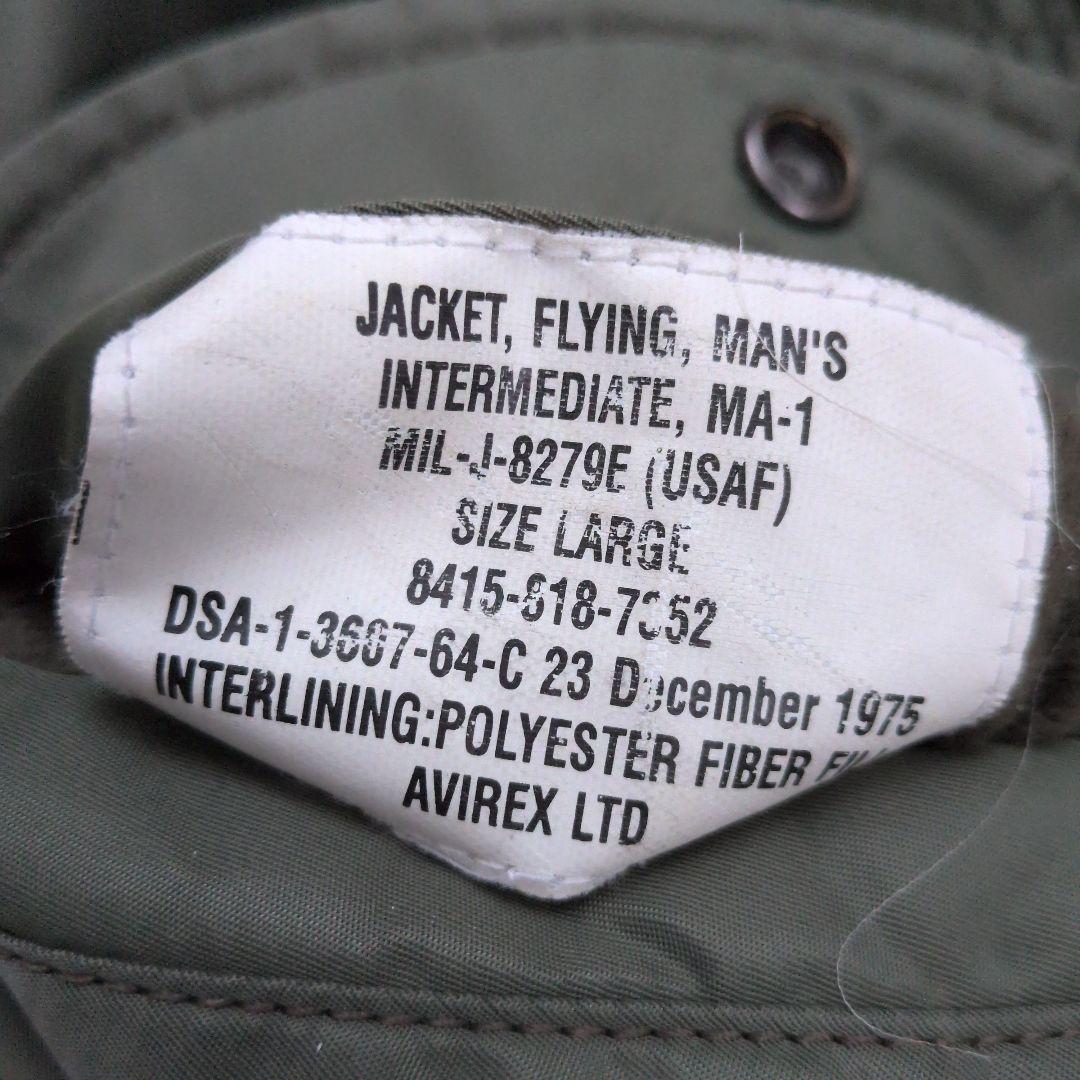 JACKET, FLYING, MAN'S
INTERMEDIATE, MA-1
MIL-J-8279E (USAF)
SIZE LARGE
8415-818-
DSA-1-3607-64-C 23 December 1975
INTERLINING:POLYESTER FIBER
AVIREX LTD